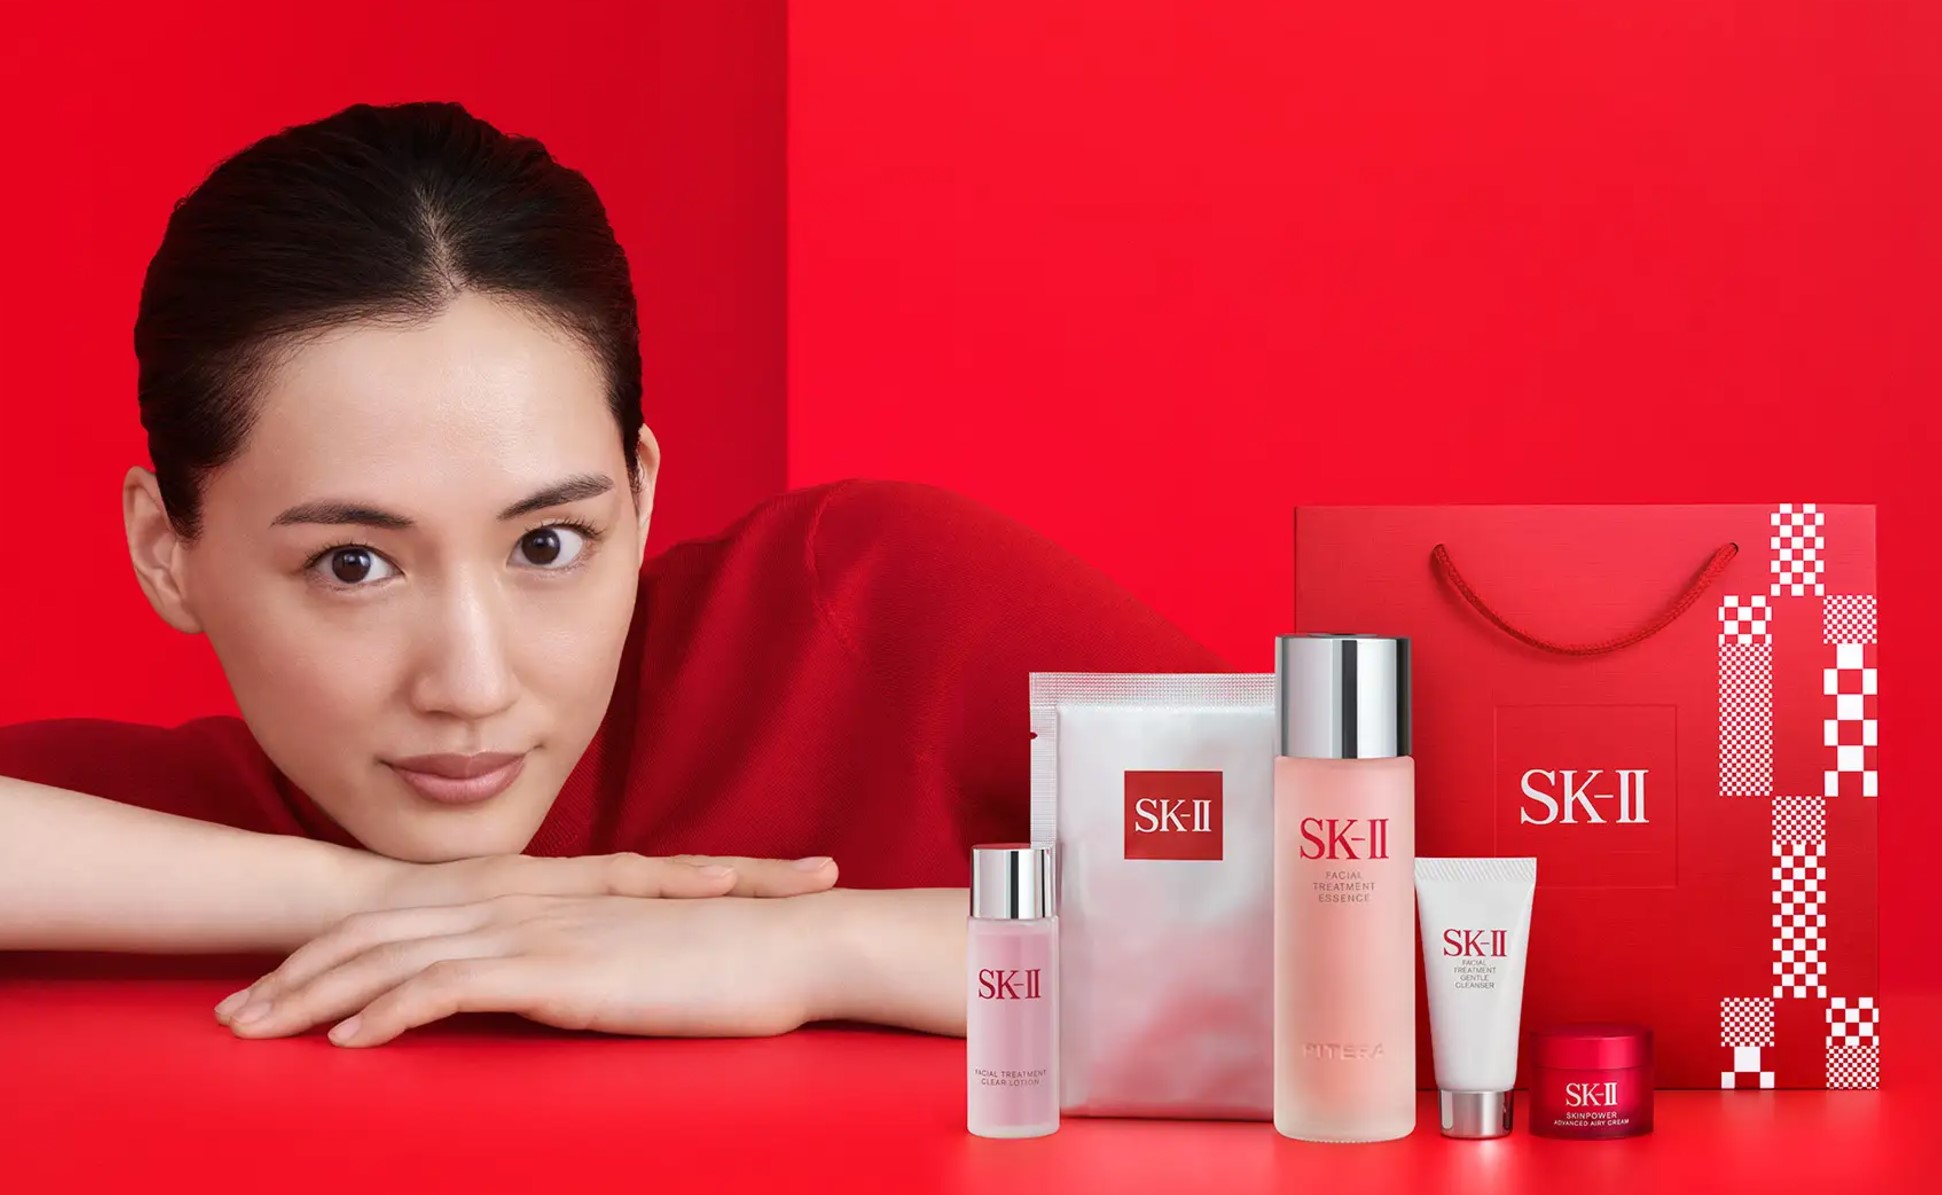 SK-II
FACIAL TREATMENT
CLEAR LOTION
SK-II
SK-II
FACIAL
TREATMENT
ESSENCE
PITERA
SK-II
FACIAL
TREATMENT
GENTLE
CLEANSER
SK-II
SKINPOWER
ADVANCED AIRY CREAM
SK-II